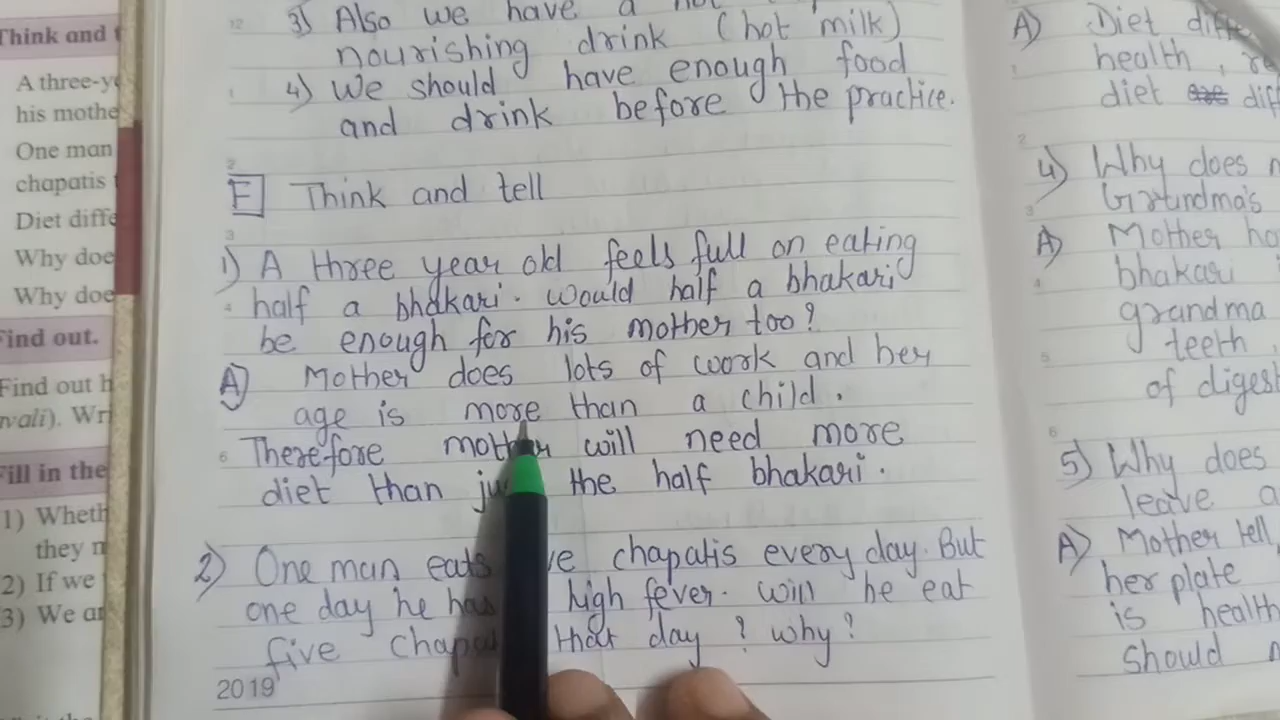 Think and
A three-ye
his mothe
One man
chapatis
Diet diffe
Why doe
Why doe
Find out.
Find out h
wali). Wri
Fill in the
1) Wheth
they n
2) If we
3) We ar
3) Also we have a
nourishing drink (hot milk)
4) We should have enough food
and drink before the practice.
E Think and tell
1) A three year old feels full on eating
half a bhakari. Would half a bhakari
be enough for his mother too?
A) Mother does lots of work and her
age is more than a child.
Therefore mother will need more
diet than the half bhakari.
2) One man eats chapatis every day. But
one day he has high fever. will he eat
five chapa that day ? why?
2019
A) Diet diffe
health,
diet diff
4) Why does
Grandma's
A) Mother
bhakari
grandma
teeth,
of digest
5) Why does
leave a
A) Mother tell
her plate
is health
should